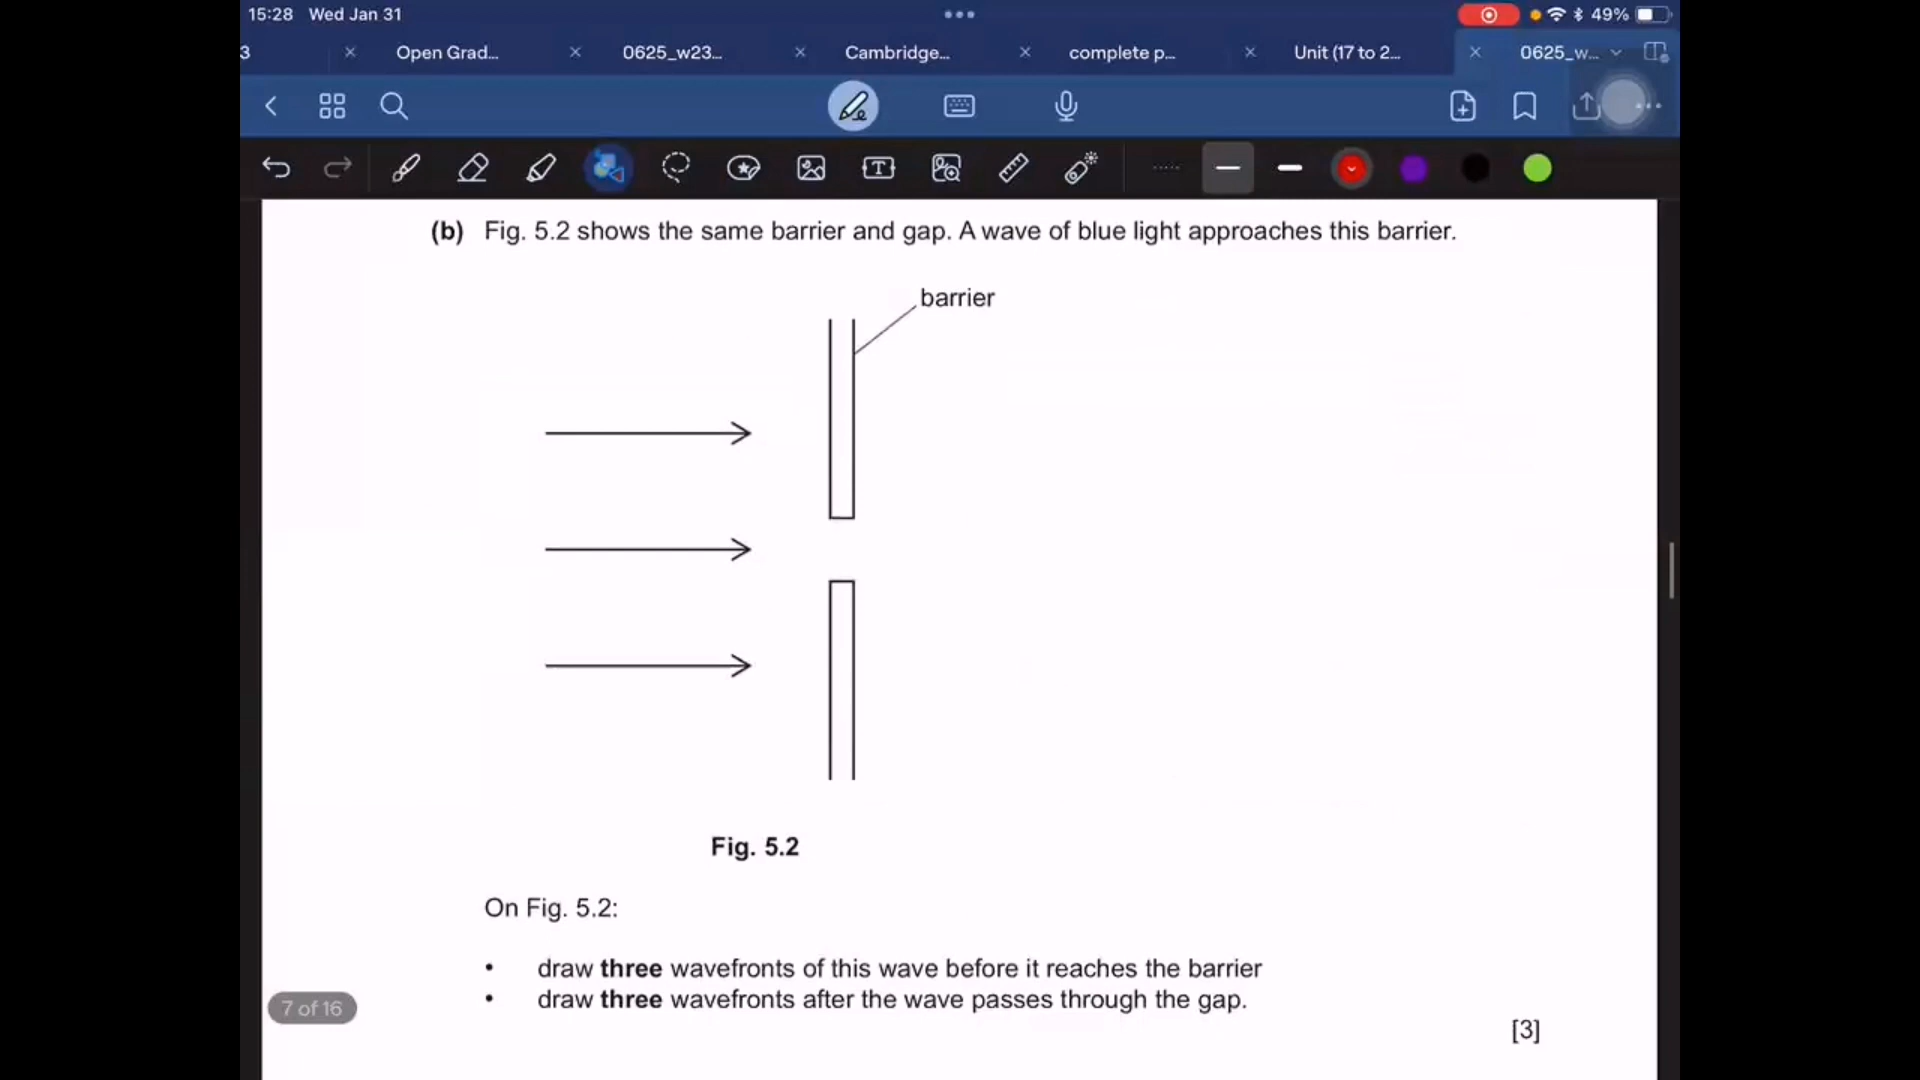 15:28 Wed Jan 31
49%
3
Open Grad...
0625_w23...
Cambridge...
complete p...
Unit (17 to 2...
0625_w...
(b) Fig. 5.2 shows the same barrier and gap. A wave of blue light approaches this barrier.
barrier
Fig. 5.2
On Fig. 5.2:
• draw three wavefronts of this wave before it reaches the barrier
• draw three wavefronts after the wave passes through the gap.
7 of 16
[3]